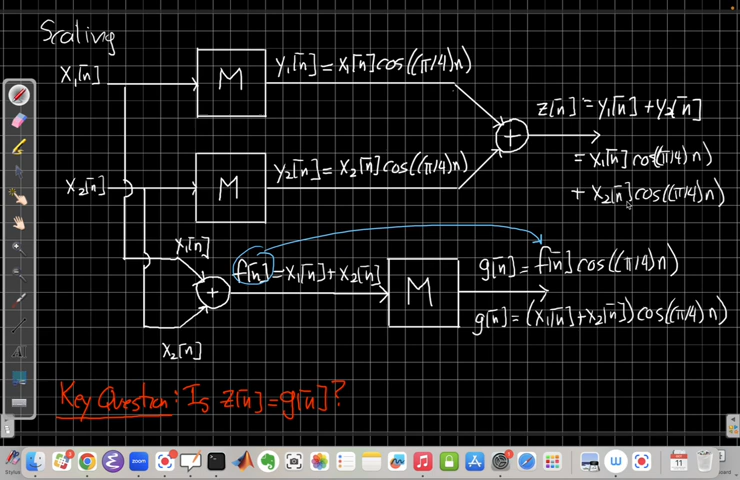 Scaling
x1[n]
M
y1[n] = x1[n] cos((π/4)n)
z[n] = y1[n] + y2[n]
= x1[n] cos((π/4)n)
+ x2[n] cos((π/4)n)
+
x2[n]
M
y2[n] = x2[n] cos((π/4)n)
x1[n]
+
f[n] = x1[n] + x2[n]
M
g[n] = f[n] cos((π/4)n)
g[n] = (x1[n] + x2[n]) cos((π/4)n)
x2[n]
Key Question: Is z[n] = g[n]?
zoom